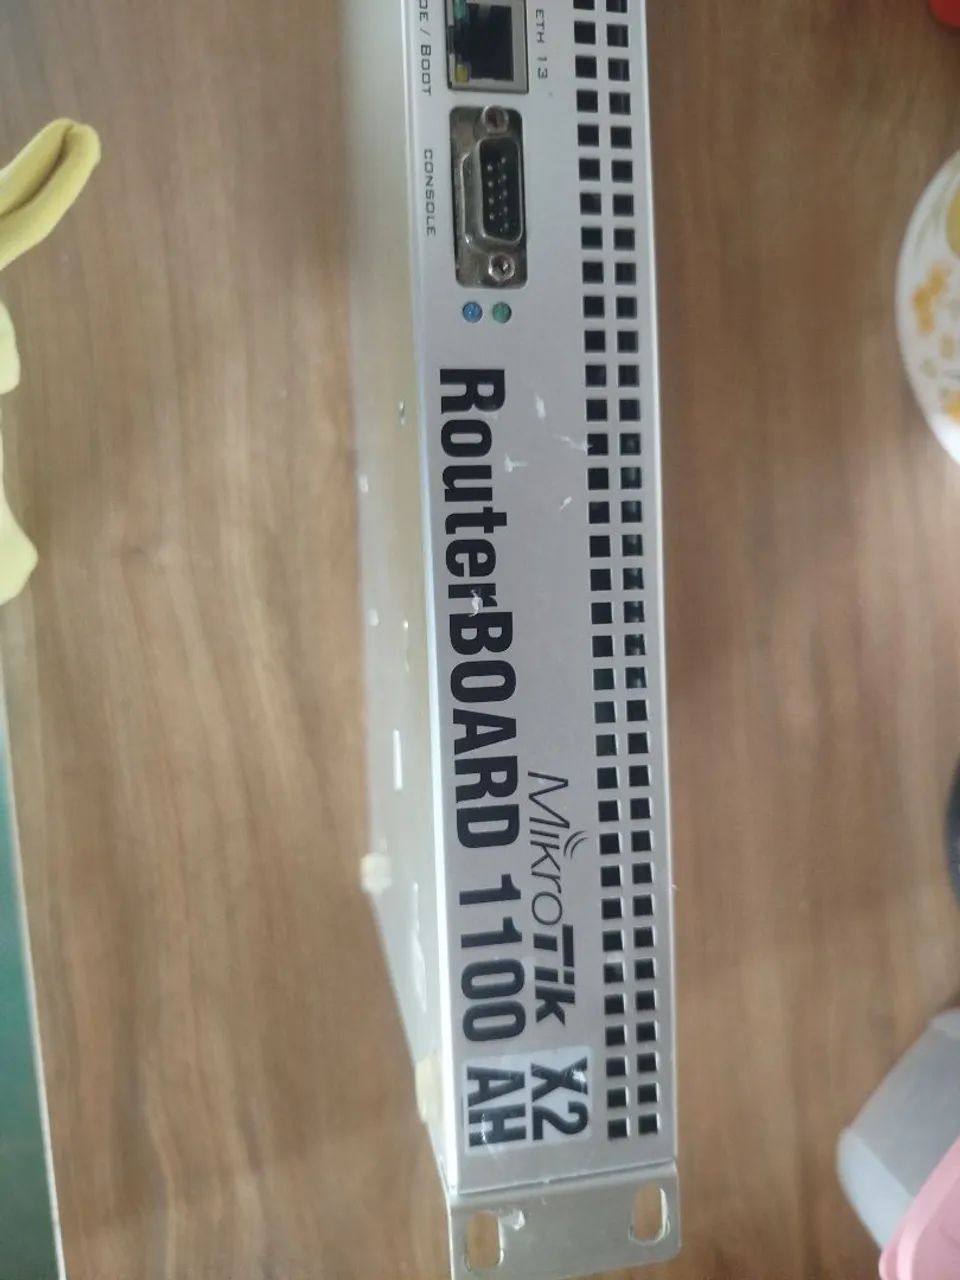 ETH 13
OE / BOOT
CONSOLE
MikroTik
RouterBOARD 1100
X2
AH